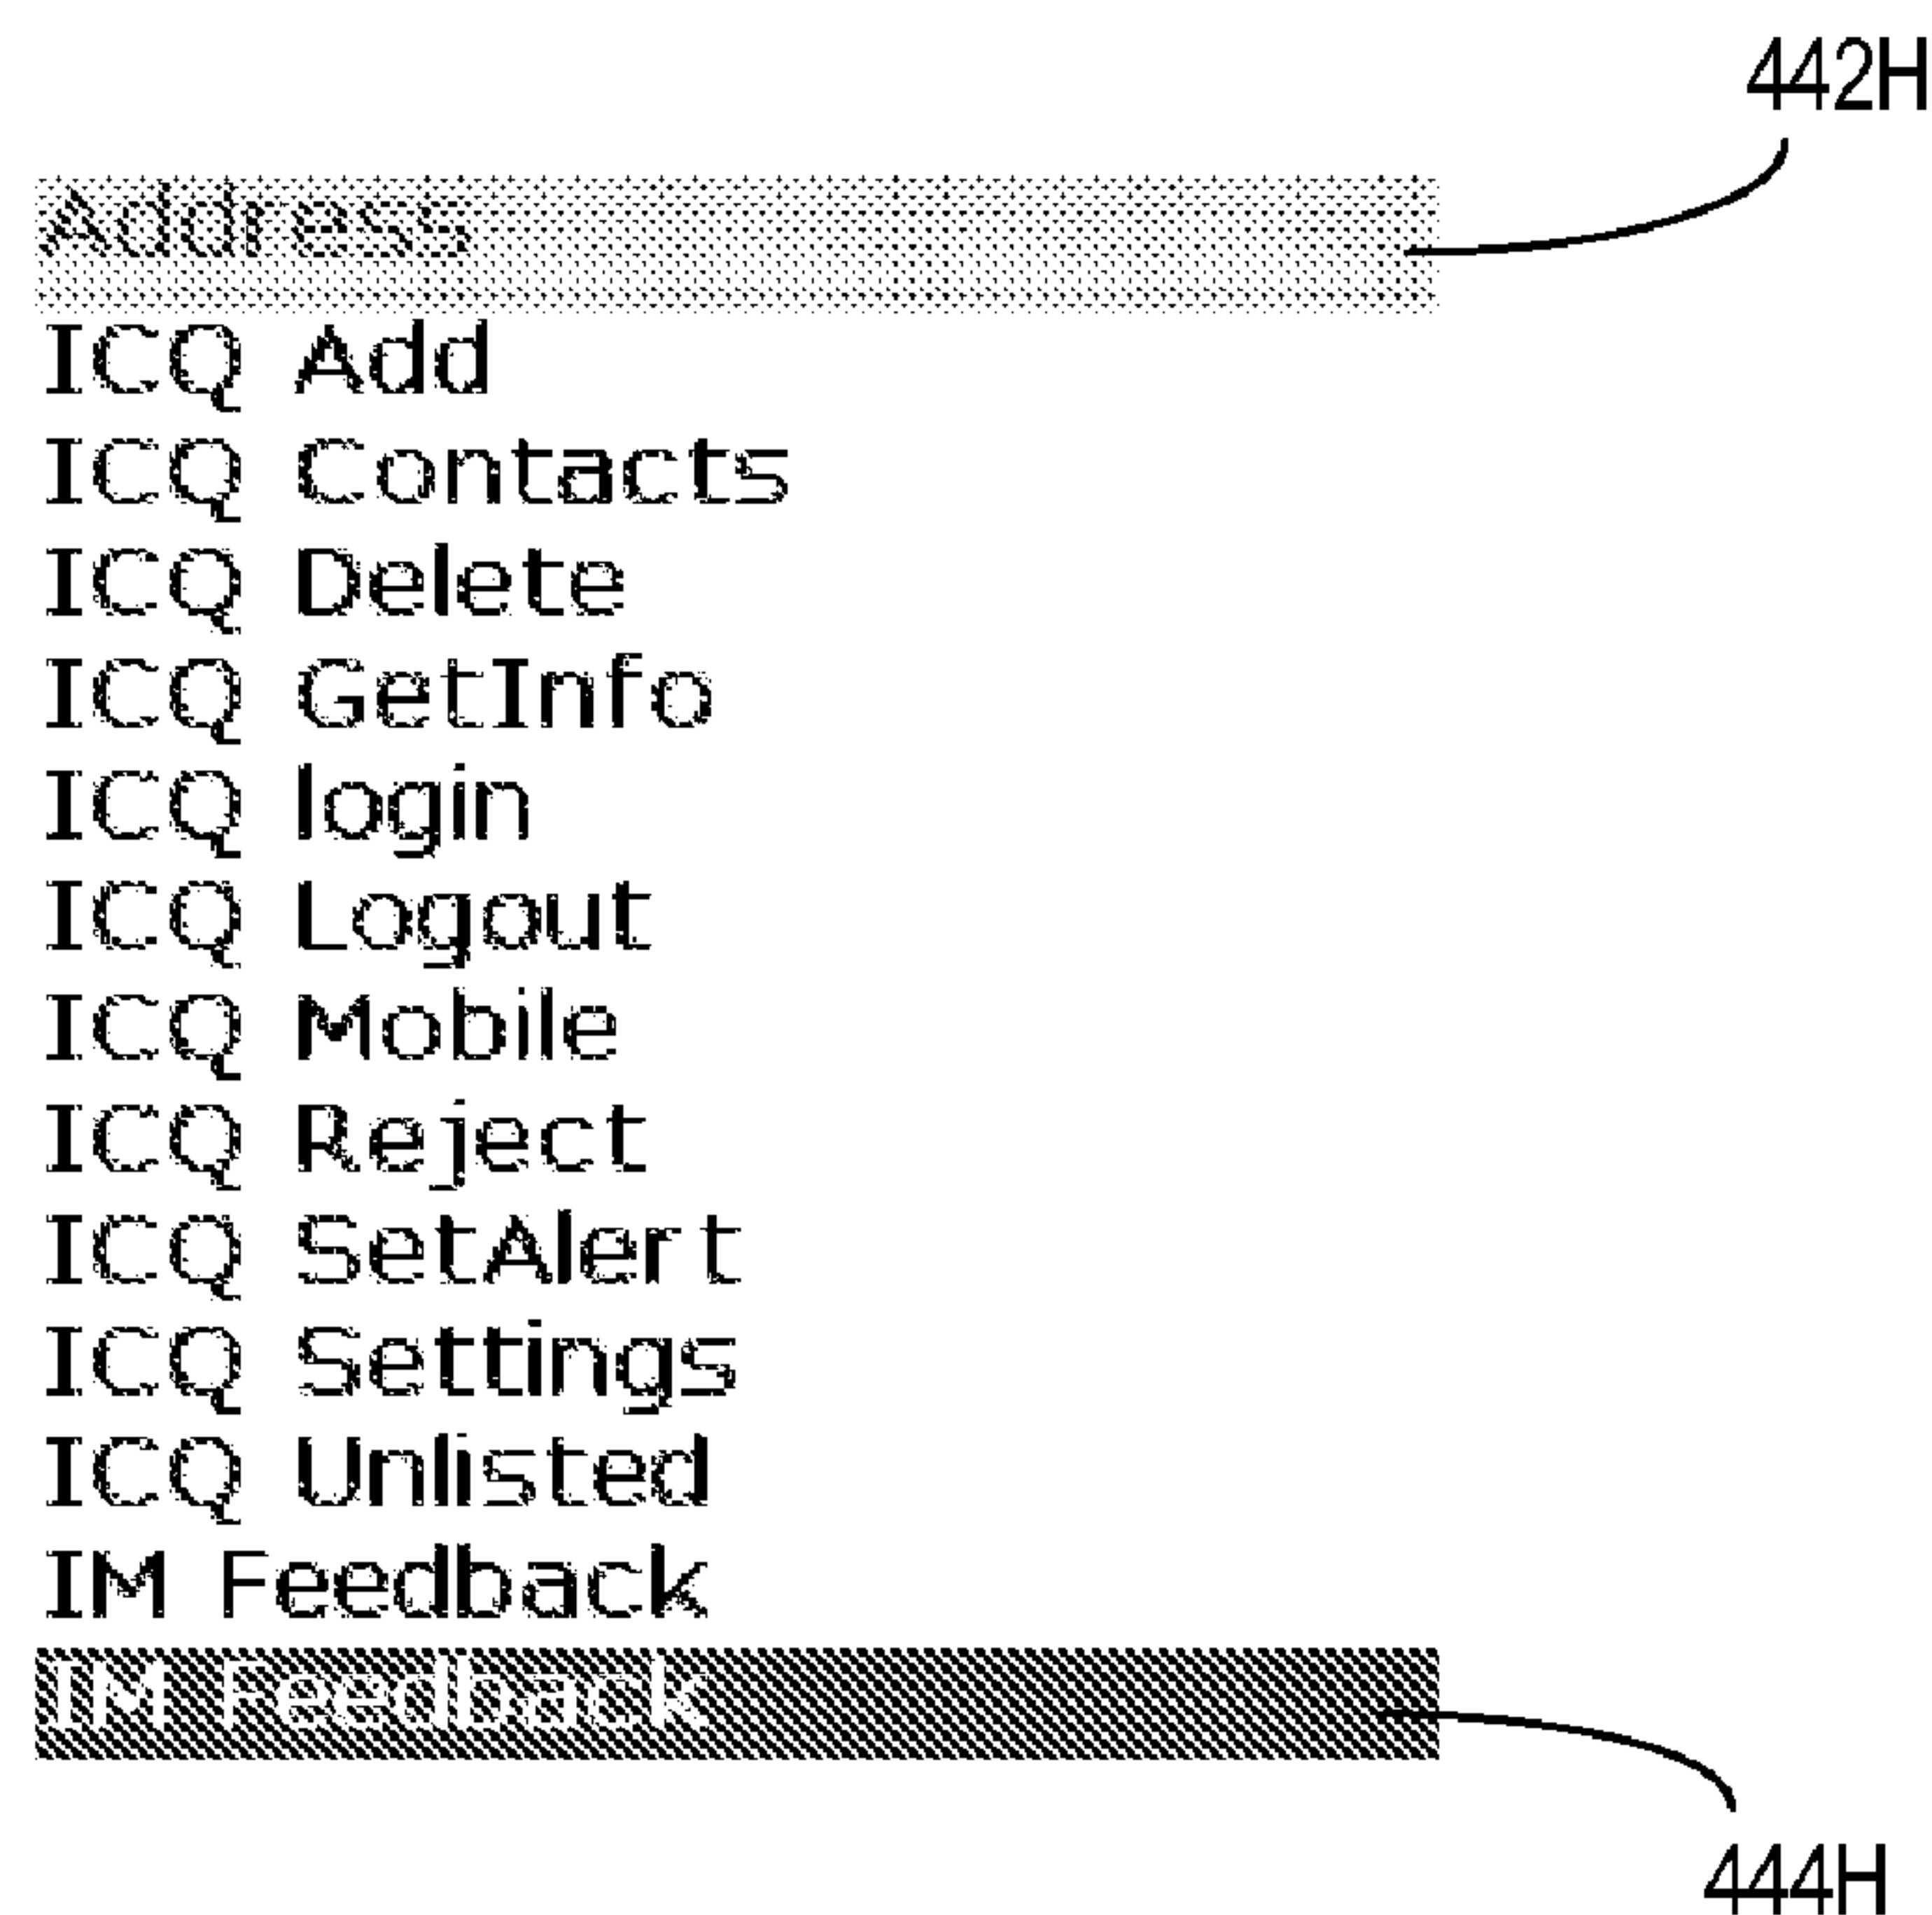 442H
Address
ICQ Add
ICQ Contacts
ICQ Delete
ICQ GetInfo
ICQ login
ICQ Logout
ICQ Mobile
ICQ Reject
ICQ SetAlert
ICQ Settings
ICQ Unlisted
IM Feedback
IM Feedback
444H